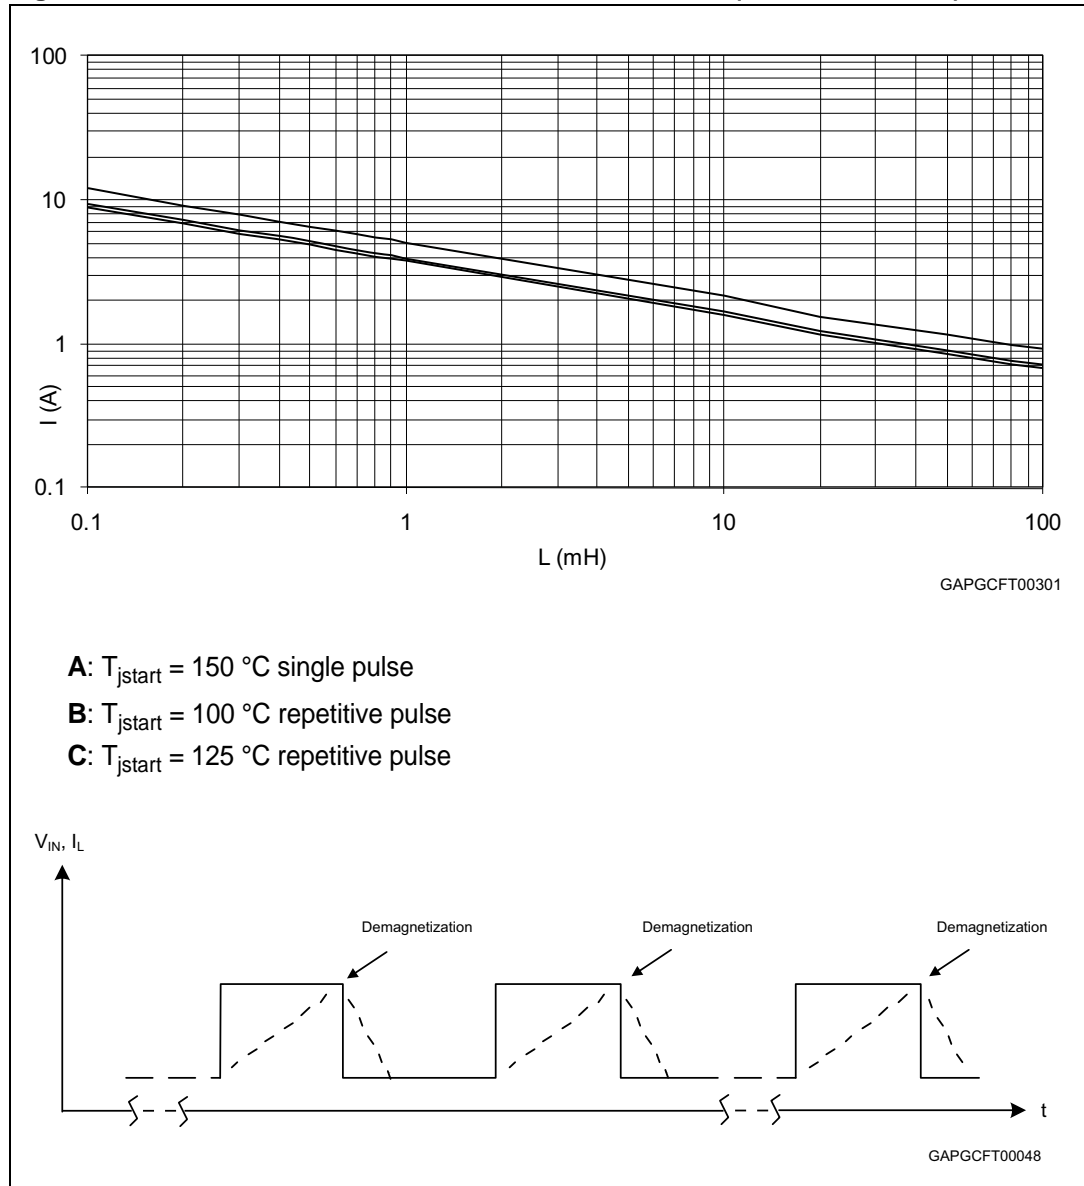 100
10
1
0.1
I (A)
0.1 1 10 100
L (mH)
GAPGCFT00301
A: Tjstart = 150 °C single pulse
B: Tjstart = 100 °C repetitive pulse
C: Tjstart = 125 °C repetitive pulse
VIN, IL
Demagnetization Demagnetization Demagnetization
t
GAPGCFT00048